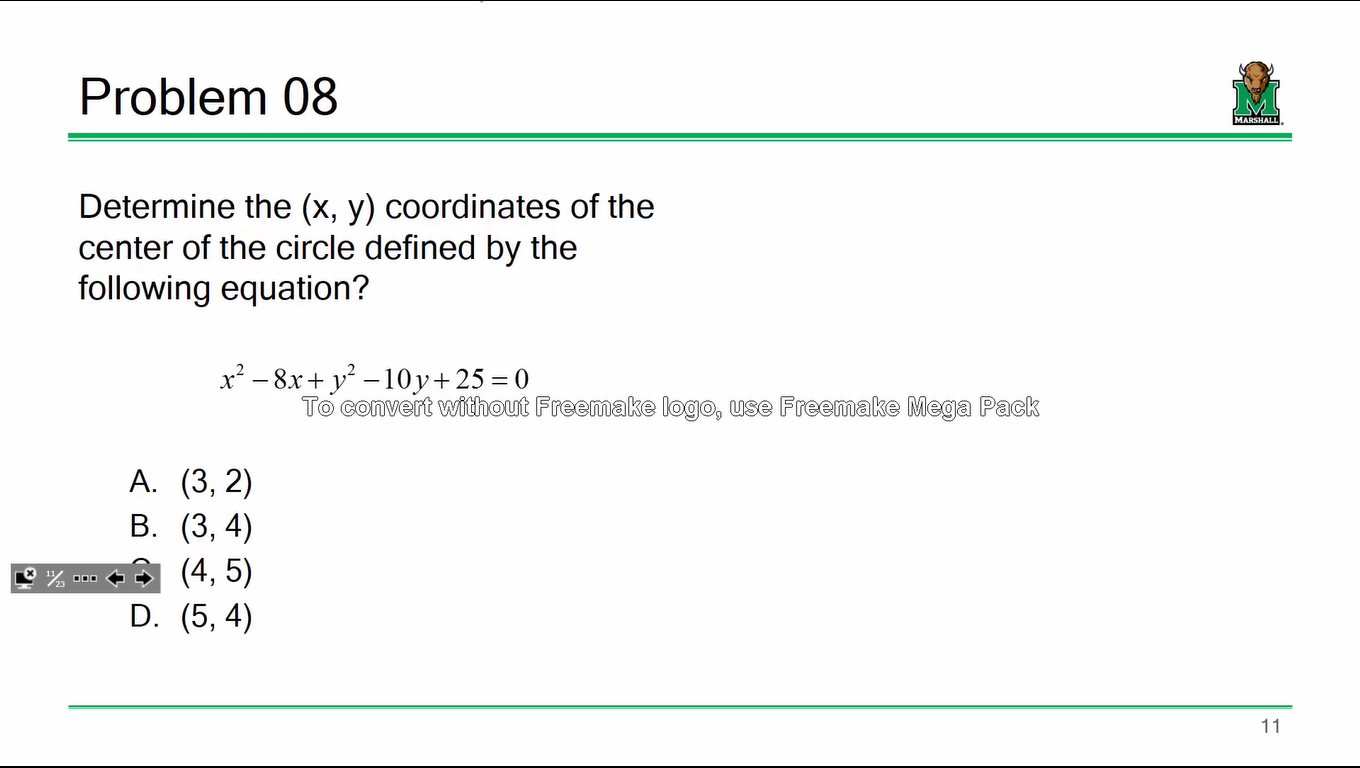 Problem 08
MARSHALL
Determine the (x, y) coordinates of the
center of the circle defined by the
following equation?
x² − 8x + y² − 10y + 25 = 0
To convert without Freemake logo, use Freemake Mega Pack
A. (3, 2)
B. (3, 4)
(4, 5)
11/23
D. (5, 4)
11